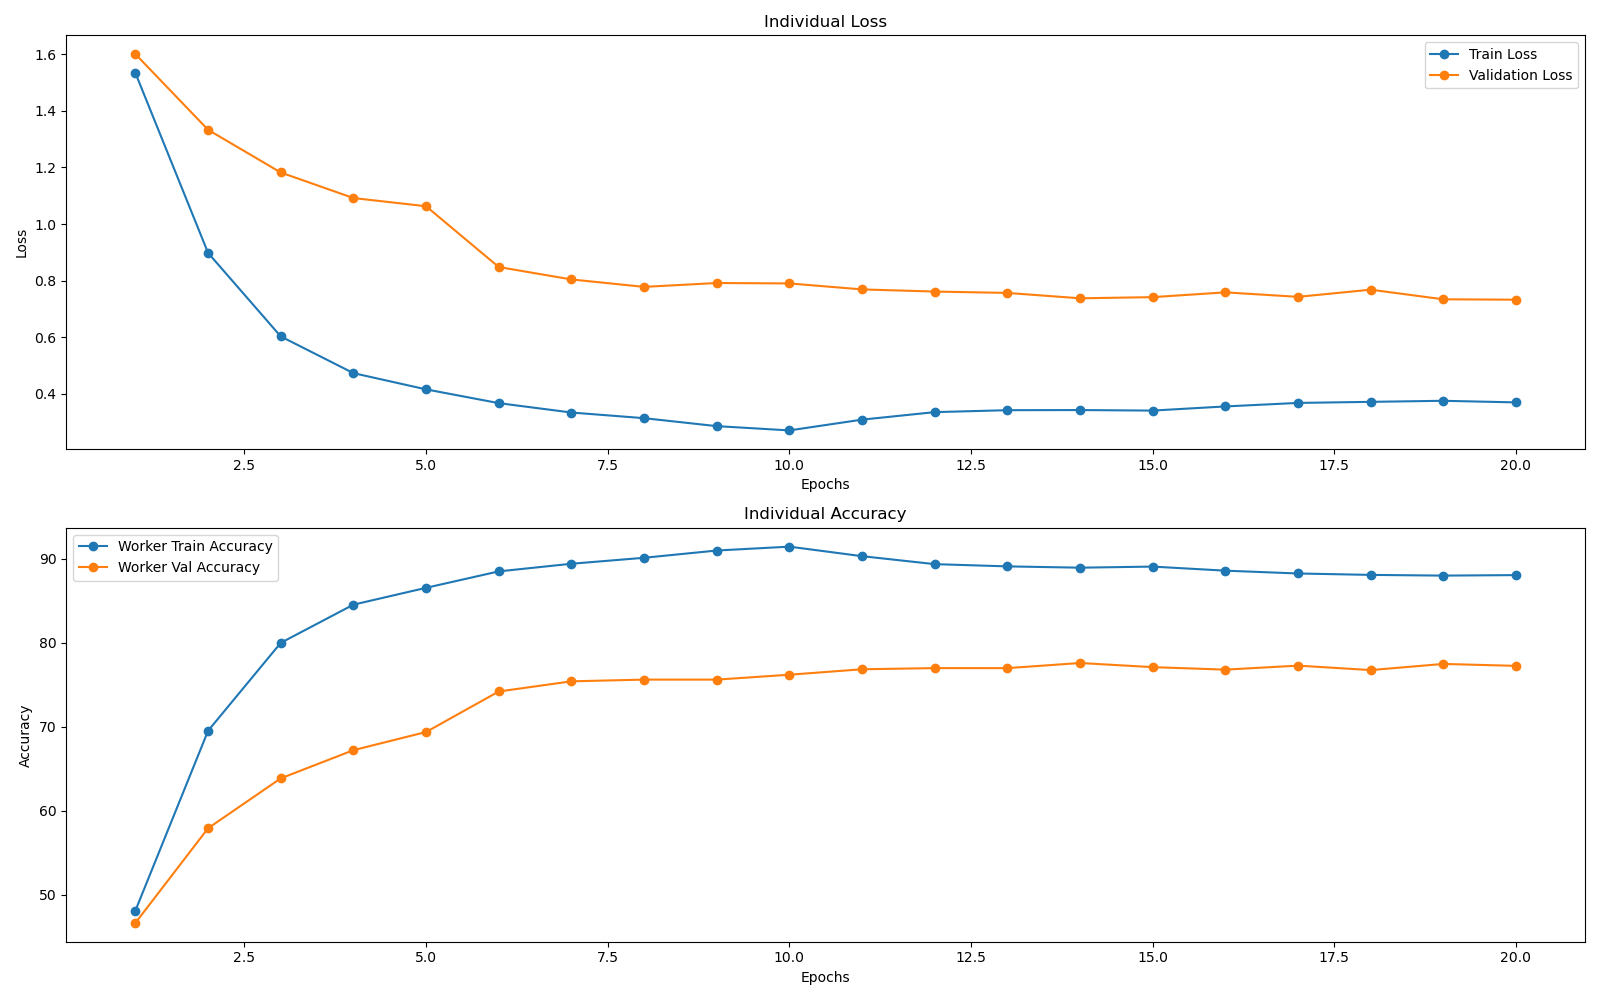 Individual Loss
Train Loss
Validation Loss
1.6
1.4
1.2
1.0
0.8
0.6
0.4
Loss
2.5 5.0 7.5 10.0 12.5 15.0 17.5 20.0
Epochs
Individual Accuracy
Worker Train Accuracy
Worker Val Accuracy
90
80
70
60
50
Accuracy
2.5 5.0 7.5 10.0 12.5 15.0 17.5 20.0
Epochs